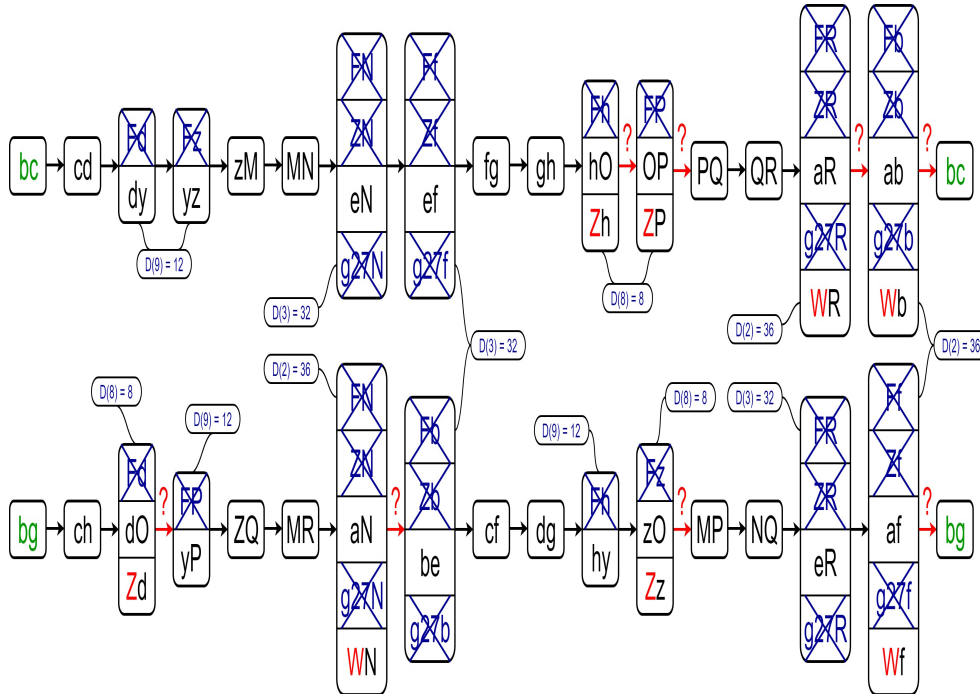 bc
cd
Fd
dy
Fz
yz
D(9) = 12
zM
MN
FN
ZN
eN
g27N
D(3) = 32
Ff
Zf
ef
g27f
D(3) = 32
fg
gh
Fh
hO
Zh
?
FP
OP
ZP
?
D(8) = 8
PQ
QR
FR
ZR
aR
g27R
WR
?
D(2) = 36
Fb
Zb
ab
g27b
Wb
?
D(2) = 36
bc
bg
ch
D(8) = 8
Fd
dO
Zd
?
D(9) = 12
FP
yP
ZQ
MR
D(2) = 36
FN
ZN
aN
g27N
WN
?
Fb
Zb
be
g27b
cf
dg
D(9) = 12
Fh
hy
D(8) = 8
Fz
zO
Zz
?
MP
NQ
D(3) = 32
FR
ZR
eR
g27R
Ff
Zf
af
g27f
Wf
?
bg